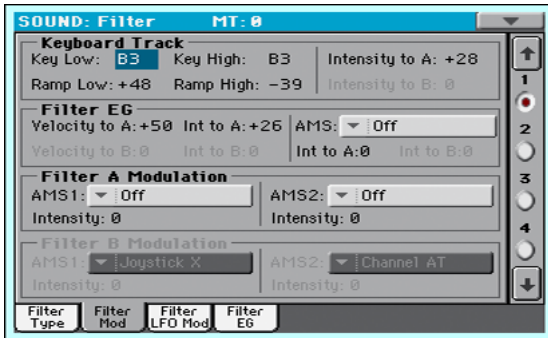 SOUND: Filter MT: 0
Keyboard Track
Key Low: B3 Key High: B3 Intensity to A: +28
Ramp Low: +48 Ramp High: -39 Intensity to B: 0
Filter EG
Velocity to A:+50 Int to A:+26 AMS: Off
Velocity to B:0 Int to B:0 Int to A:0 Int to B:0
Filter A Modulation
AMS1: Off AMS2: Off
Intensity: 0 Intensity: 0
Filter B Modulation
AMS1: Joystick X AMS2: Channel AT
Intensity: 0 Intensity: 0
1
2
3
4
Filter Type Filter Mod Filter LFO Mod Filter EG